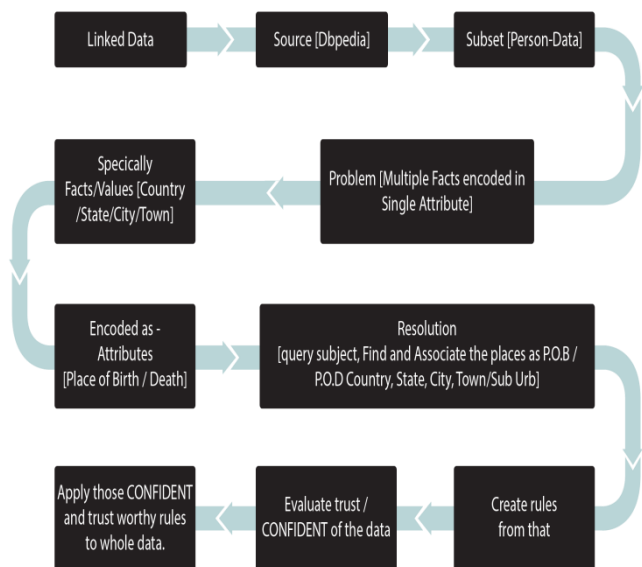 Linked Data
Source [Dbpedia]
Subset [Person-Data]
Problem [Multiple Facts encoded in
Single Attribute]
Specically
Facts/Values [Country
/State/City/Town]
Encoded as -
Attributes
[Place of Birth / Death]
Resolution
[query subject, Find and Associate the places as P.O.B /
P.O.D Country, State, City, Town/Sub Urb]
Create rules
from that
Evaluate trust /
CONFIDENT of the data
Apply those CONFIDENT
and trust worthy rules
to whole data.